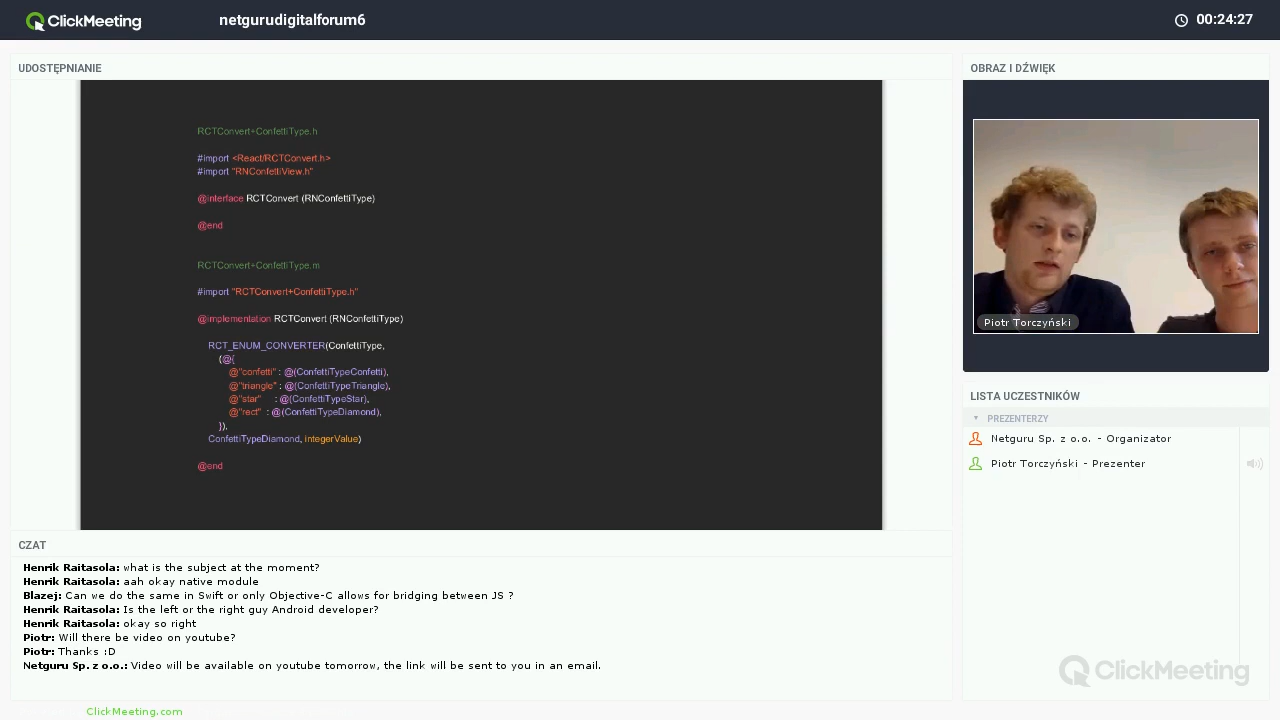 ClickMeeting
netgurudigitalforum6
00:24:27
UDOSTĘPNIANIE
RCTConvert+ConfettiType.h
#import <React/RCTConvert.h>
#import "RNConfettiView.h"
@interface RCTConvert (RNConfettiType)
@end
RCTConvert+ConfettiType.m
#import "RCTConvert+ConfettiType.h"
@implementation RCTConvert (RNConfettiType)
RCT_ENUM_CONVERTER(ConfettiType,
(@{
@"confetti" : @(ConfettiTypeConfetti),
@"triangle" : @(ConfettiTypeTriangle),
@"star" : @(ConfettiTypeStar),
@"rect" : @(ConfettiTypeDiamond),
}),
ConfettiTypeDiamond, integerValue)
@end
OBRAZ I DŹWIĘK
Piotr Torczyński
LISTA UCZESTNIKÓW
PREZENTERZY
Netguru Sp. z o.o. - Organizator
Piotr Torczyński - Prezenter
CZAT
Henrik Raitasola: what is the subject at the moment?
Henrik Raitasola: aah okay native module
Blazej: Can we do the same in Swift or only Objective-C allows for bridging between JS ?
Henrik Raitasola: Is the left or the right guy Android developer?
Henrik Raitasola: okay so right
Piotr: Will there be video on youtube?
Piotr: Thanks :D
Netguru Sp. z o.o.: Video will be available on youtube tomorrow, the link will be sent to you in an email.
ClickMeeting
ClickMeeting.com